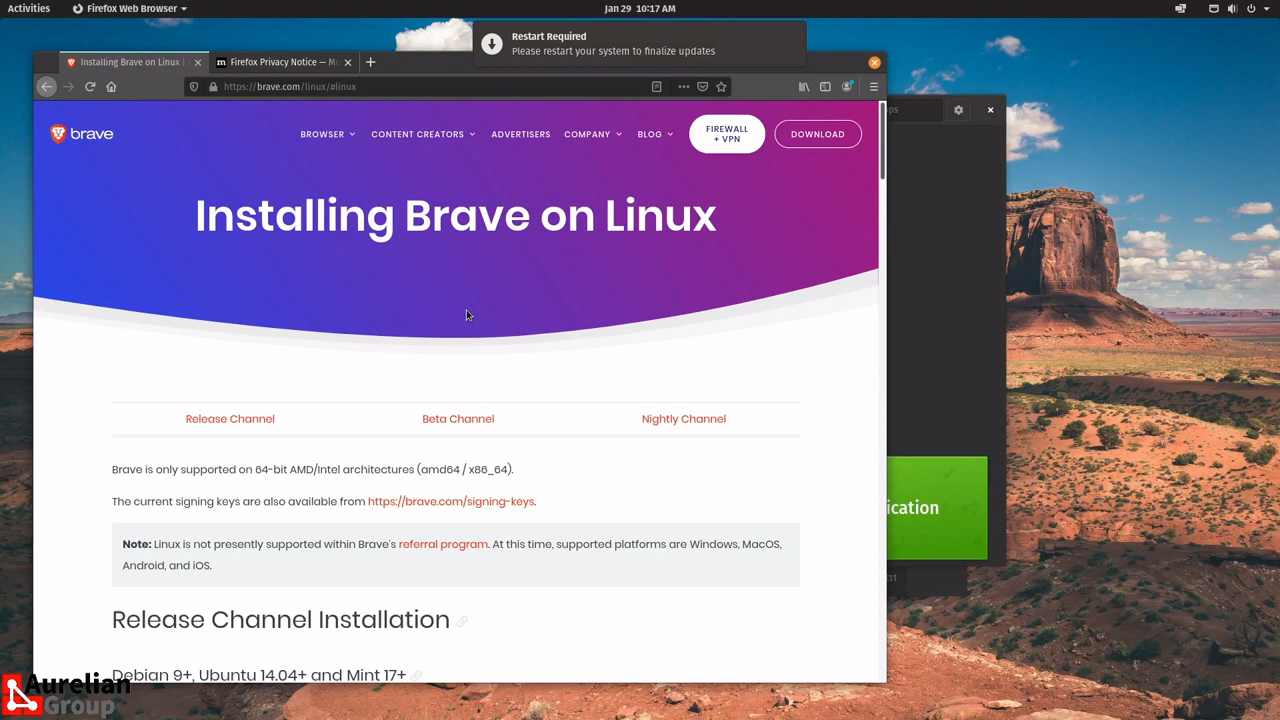 Activities
Firefox Web Browser
Jan 29 10:17 AM
Restart Required
Please restart your system to finalize updates
Installing Brave on Linux
Firefox Privacy Notice — Mo
https://brave.com/linux/#linux
brave
BROWSER
CONTENT CREATORS
ADVERTISERS
COMPANY
BLOG
FIREWALL
+ VPN
DOWNLOAD
Installing Brave on Linux
Release Channel
Beta Channel
Nightly Channel
Brave is only supported on 64-bit AMD/Intel architectures (amd64 / x86_64).
The current signing keys are also available from https://brave.com/signing-keys.
Note: Linux is not presently supported within Brave's referral program. At this time, supported platforms are Windows, MacOS,
Android, and iOS.
ication
Release Channel Installation
Debian 9+, Ubuntu 14.04+ and Mint 17+
Aurelian
Group